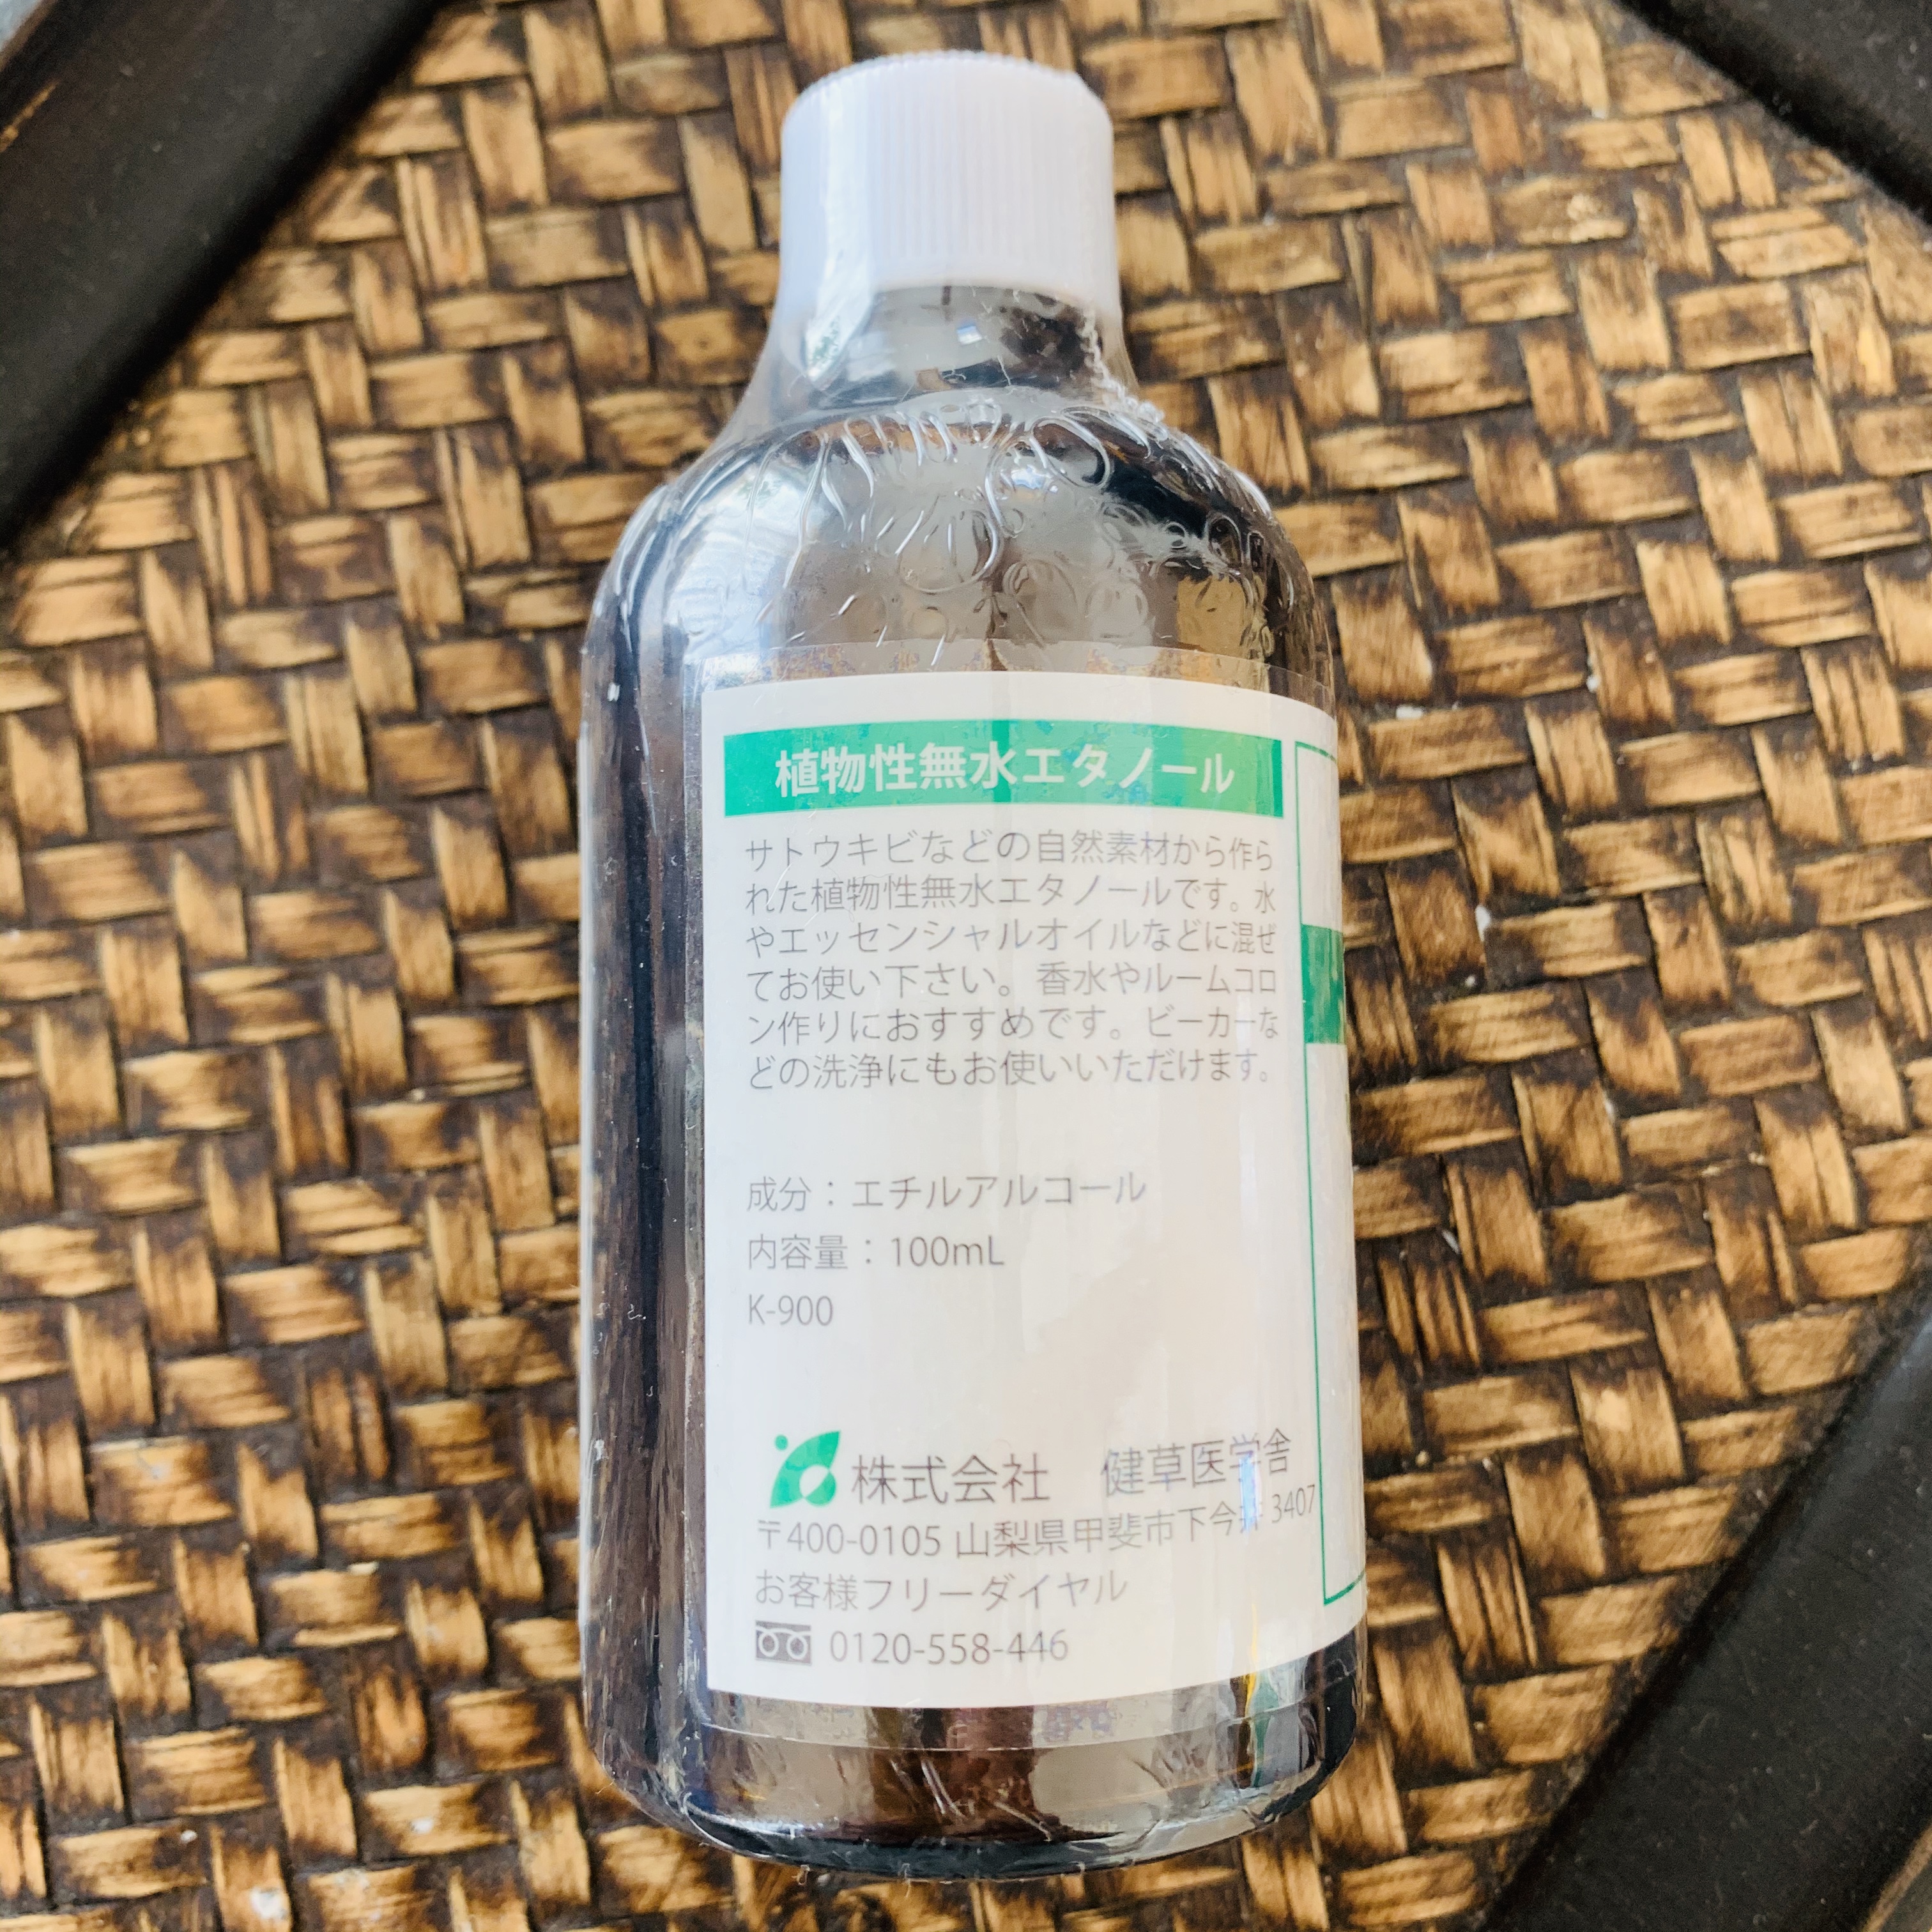 植物性無水エタノール
サトウキビなどの自然素材から作ら
れた植物性無水エタノールです。水
やエッセンシャルオイルなどに混ぜ
てお使い下さい。香水やルームコロ
ン作りにおすすめです。ビーカーな
どの洗浄にもお使いいただけます。
成分：エチルアルコール
内容量：100mL
K-900
株式会社　健草医学舎
〒400-0105 山梨県甲斐市下今井 3407
お客様フリーダイヤル
0120-558-446